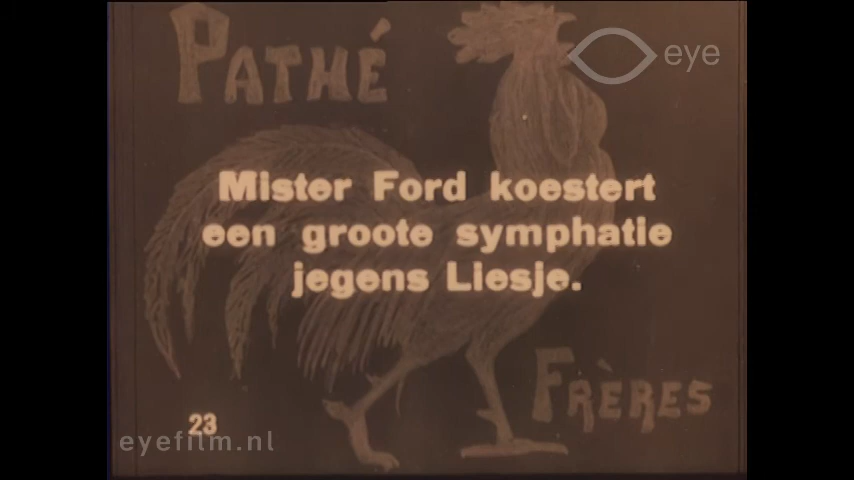 PATHÉ
eye
Mister Ford koestert
een groote symphatie
jegens Liesje.
FRÈRES
23
eyefilm.nl